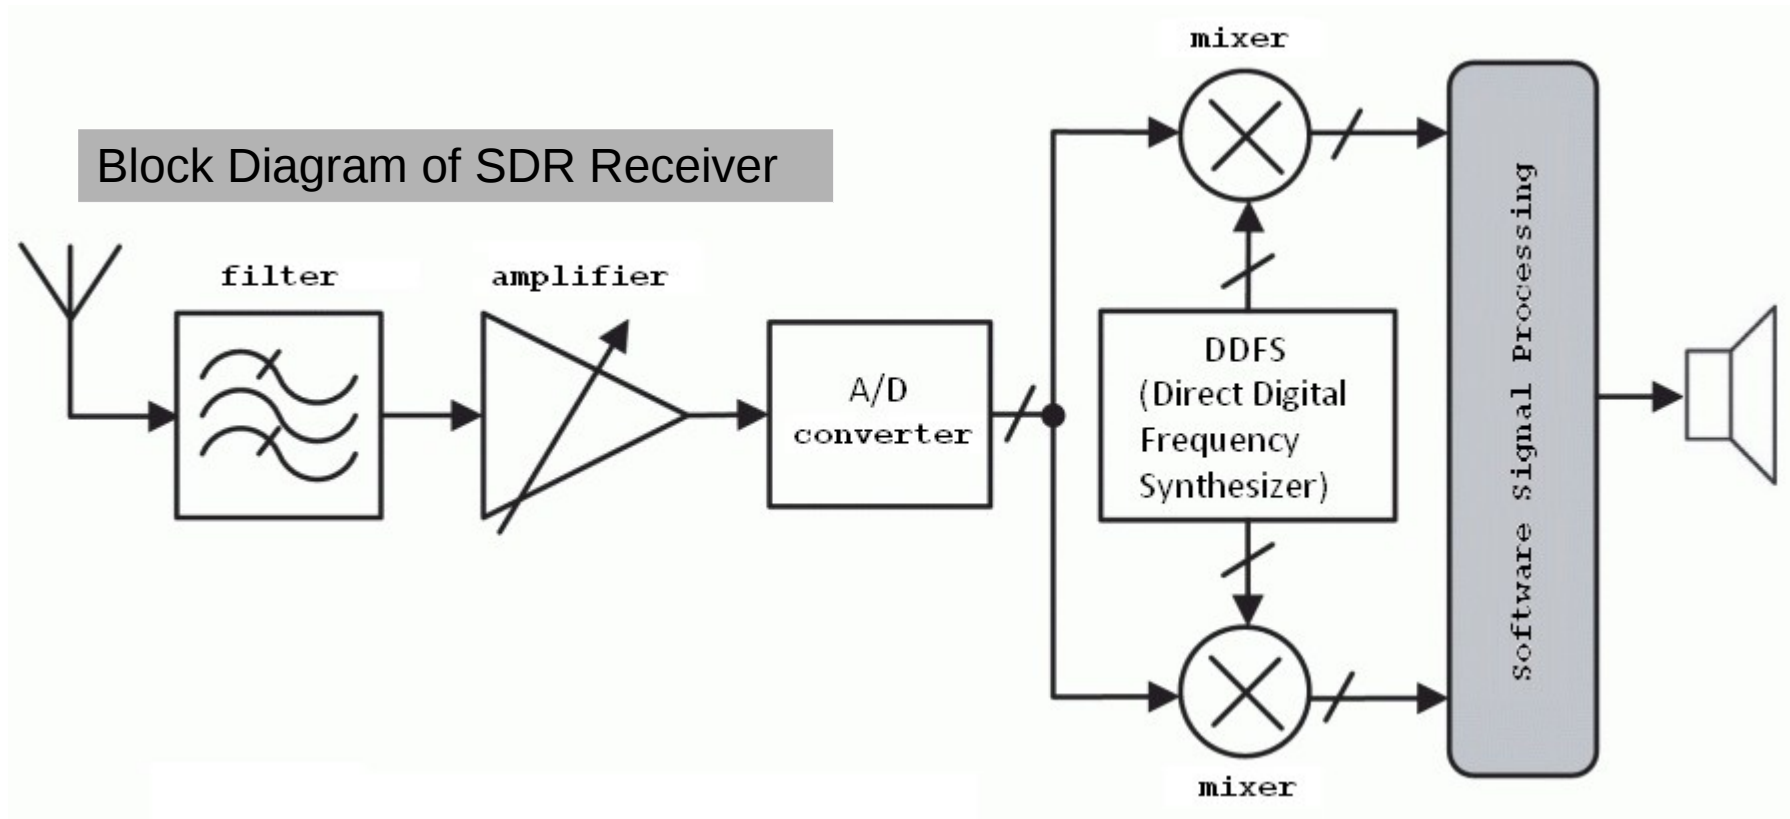 mixer
Block Diagram of SDR Receiver
filter
amplifier
A/D
converter
DDFS
(Direct Digital
Frequency
Synthesizer)
Software Signal Processing
mixer